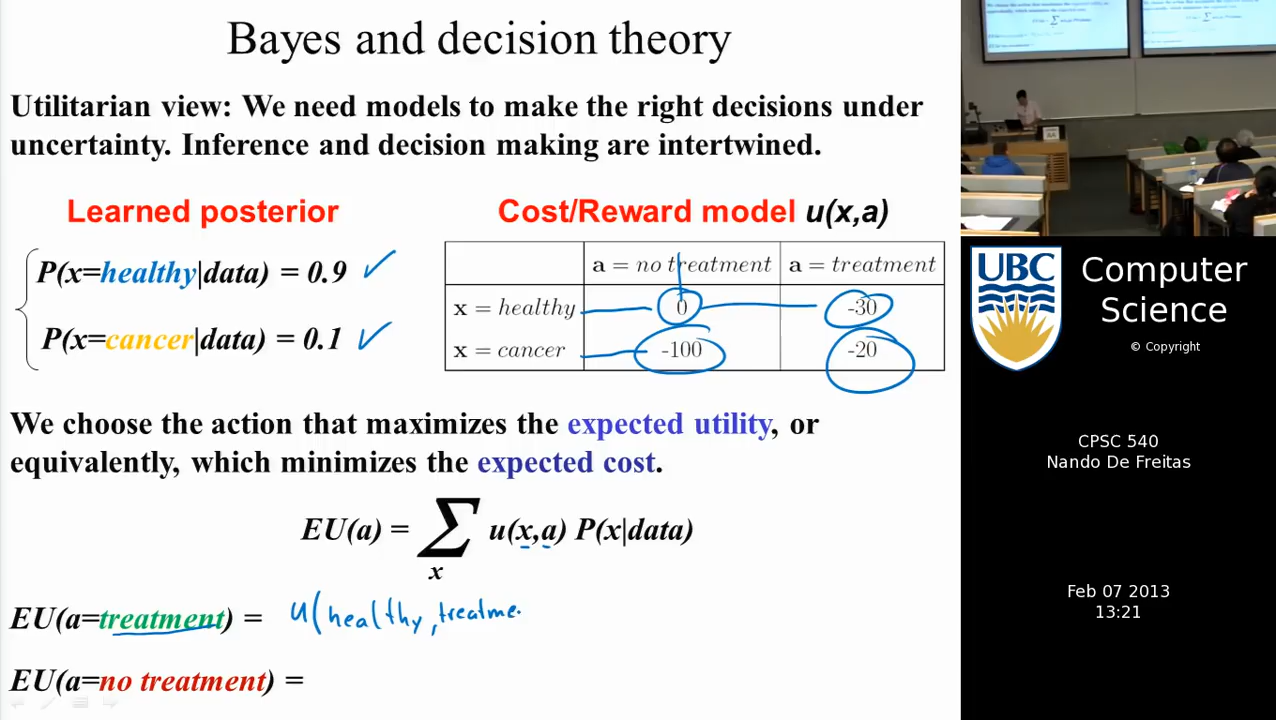 Bayes and decision theory
Utilitarian view: We need models to make the right decisions under
uncertainty. Inference and decision making are intertwined.
Learned posterior
P(x=healthy|data) = 0.9
P(x=cancer|data) = 0.1
Cost/Reward model u(x,a)
a = no treatment a = treatment
x = healthy 0 -30
x = cancer -100 -20
We choose the action that maximizes the expected utility, or
equivalently, which minimizes the expected cost.
EU(a) = ∑ u(x,a) P(x|data)
x
EU(a=treatment) = u(healthy,treatme
EU(a=no treatment) =
UBC
Computer
Science
© Copyright
CPSC 540
Nando De Freitas
Feb 07 2013
13:21